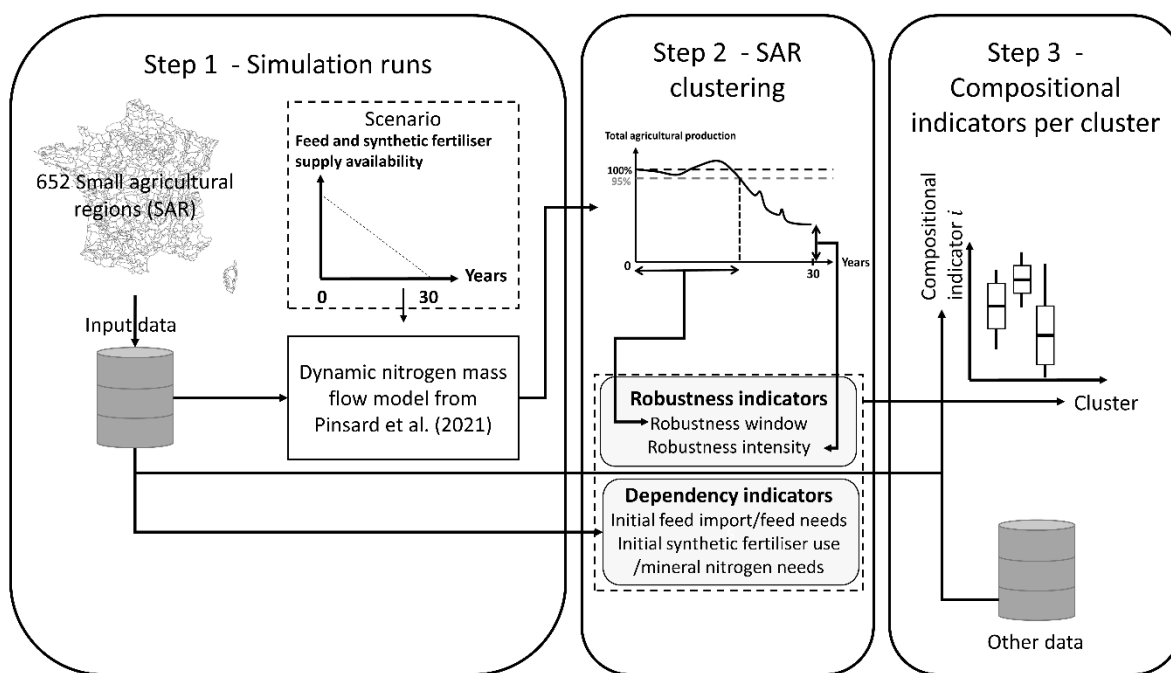 Step 1 - Simulation runs
652 Small agricultural
regions (SAR)
Scenario
Feed and synthetic fertiliser
supply availability
Years
0
30
Input data
Dynamic nitrogen mass
flow model from
Pinsard et al. (2021)
Step 2 - SAR
clustering
Total agricultural production
100%
95%
0
30
Years
Robustness indicators
Robustness window
Robustness intensity
Dependency indicators
Initial feed import/feed needs
Initial synthetic fertiliser use
/mineral nitrogen needs
Step 3 -
Compositional
indicators per cluster
Compositional
indicator i
Cluster
Other data